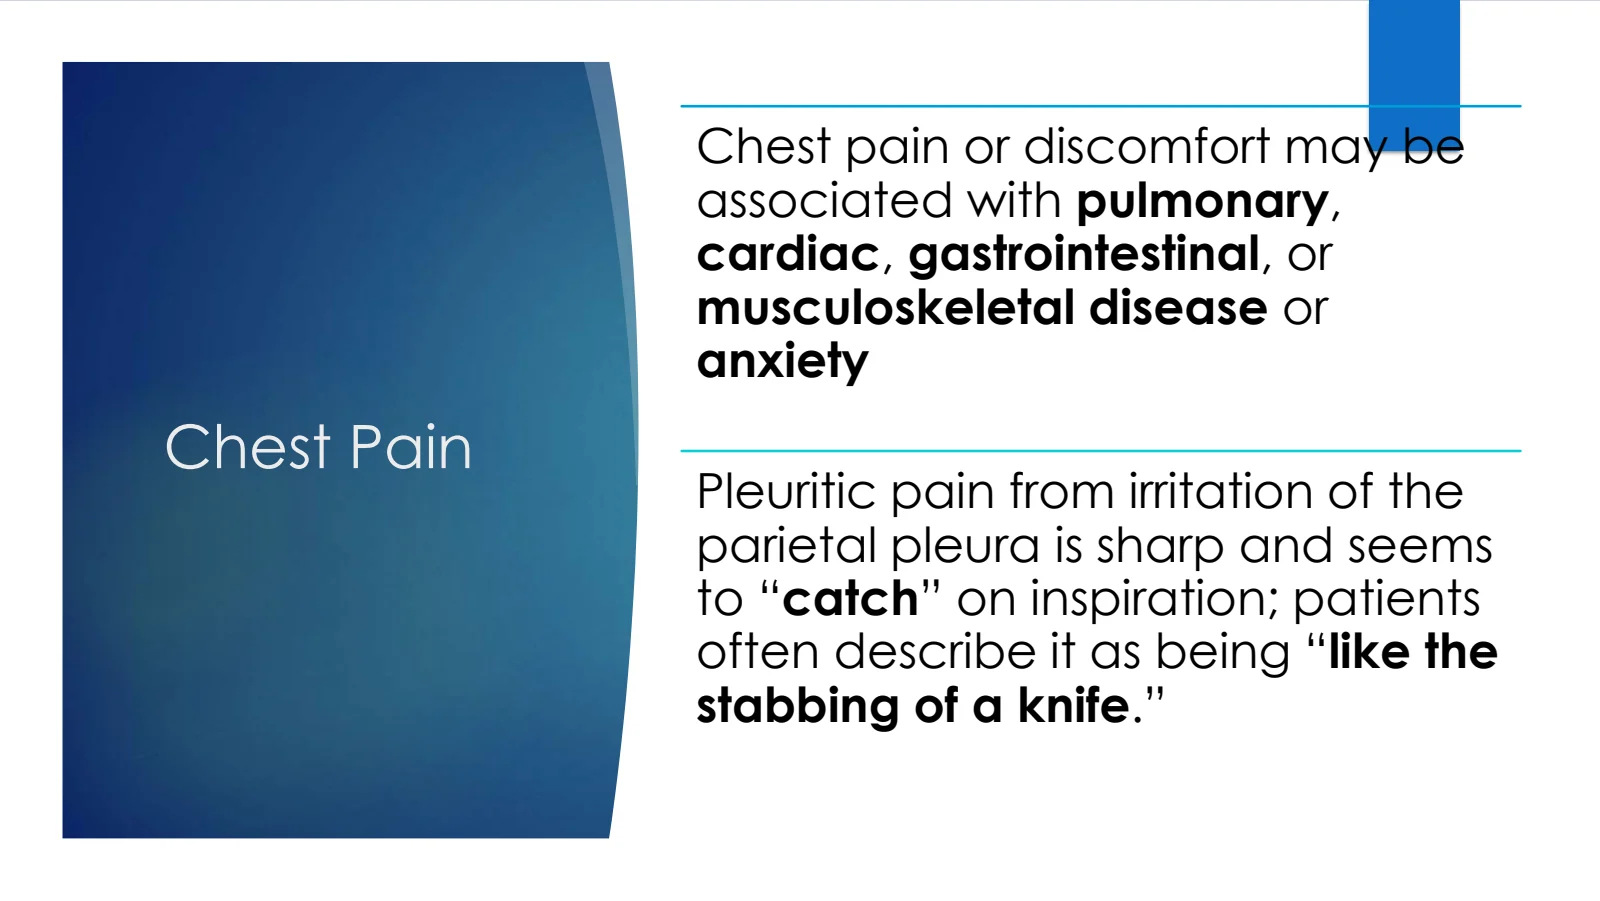 Chest Pain
Chest pain or discomfort may be
associated with pulmonary,
cardiac, gastrointestinal, or
musculoskeletal disease or
anxiety
Pleuritic pain from irritation of the
parietal pleura is sharp and seems
to “catch” on inspiration; patients
often describe it as being “like the
stabbing of a knife.”